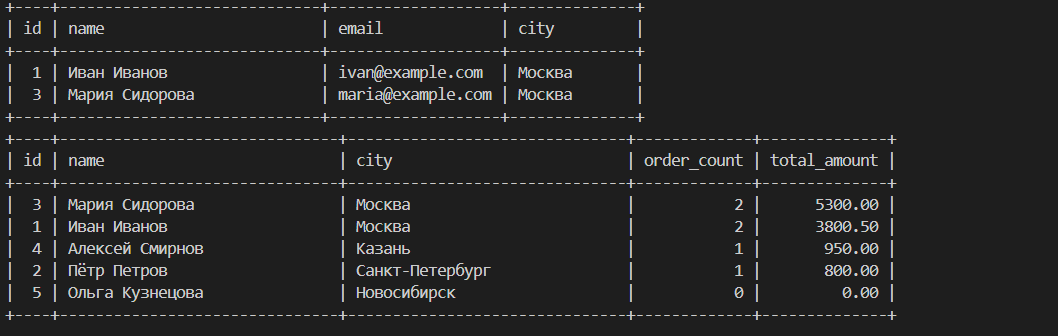 +----+-----------------------------+-------------------+--------------+
| id | name                        | email             | city         |
+----+-----------------------------+-------------------+--------------+
|  1 | Иван Иванов                 | ivan@example.com  | Москва       |
|  3 | Мария Сидорова              | maria@example.com | Москва       |
+----+-----------------------------+-------------------+--------------+
+----+-------------------------------+-------------------------------+-------------+--------------+
| id | name                          | city                          | order_count | total_amount |
+----+-------------------------------+-------------------------------+-------------+--------------+
|  3 | Мария Сидорова                | Москва                        |           2 |      5300.00 |
|  1 | Иван Иванов                   | Москва                        |           2 |      3800.50 |
|  4 | Алексей Смирнов               | Казань                        |           1 |       950.00 |
|  2 | Пётр Петров                   | Санкт-Петербург               |           1 |       800.00 |
|  5 | Ольга Кузнецова               | Новосибирск                   |           0 |         0.00 |
+----+-------------------------------+-------------------------------+-------------+--------------+